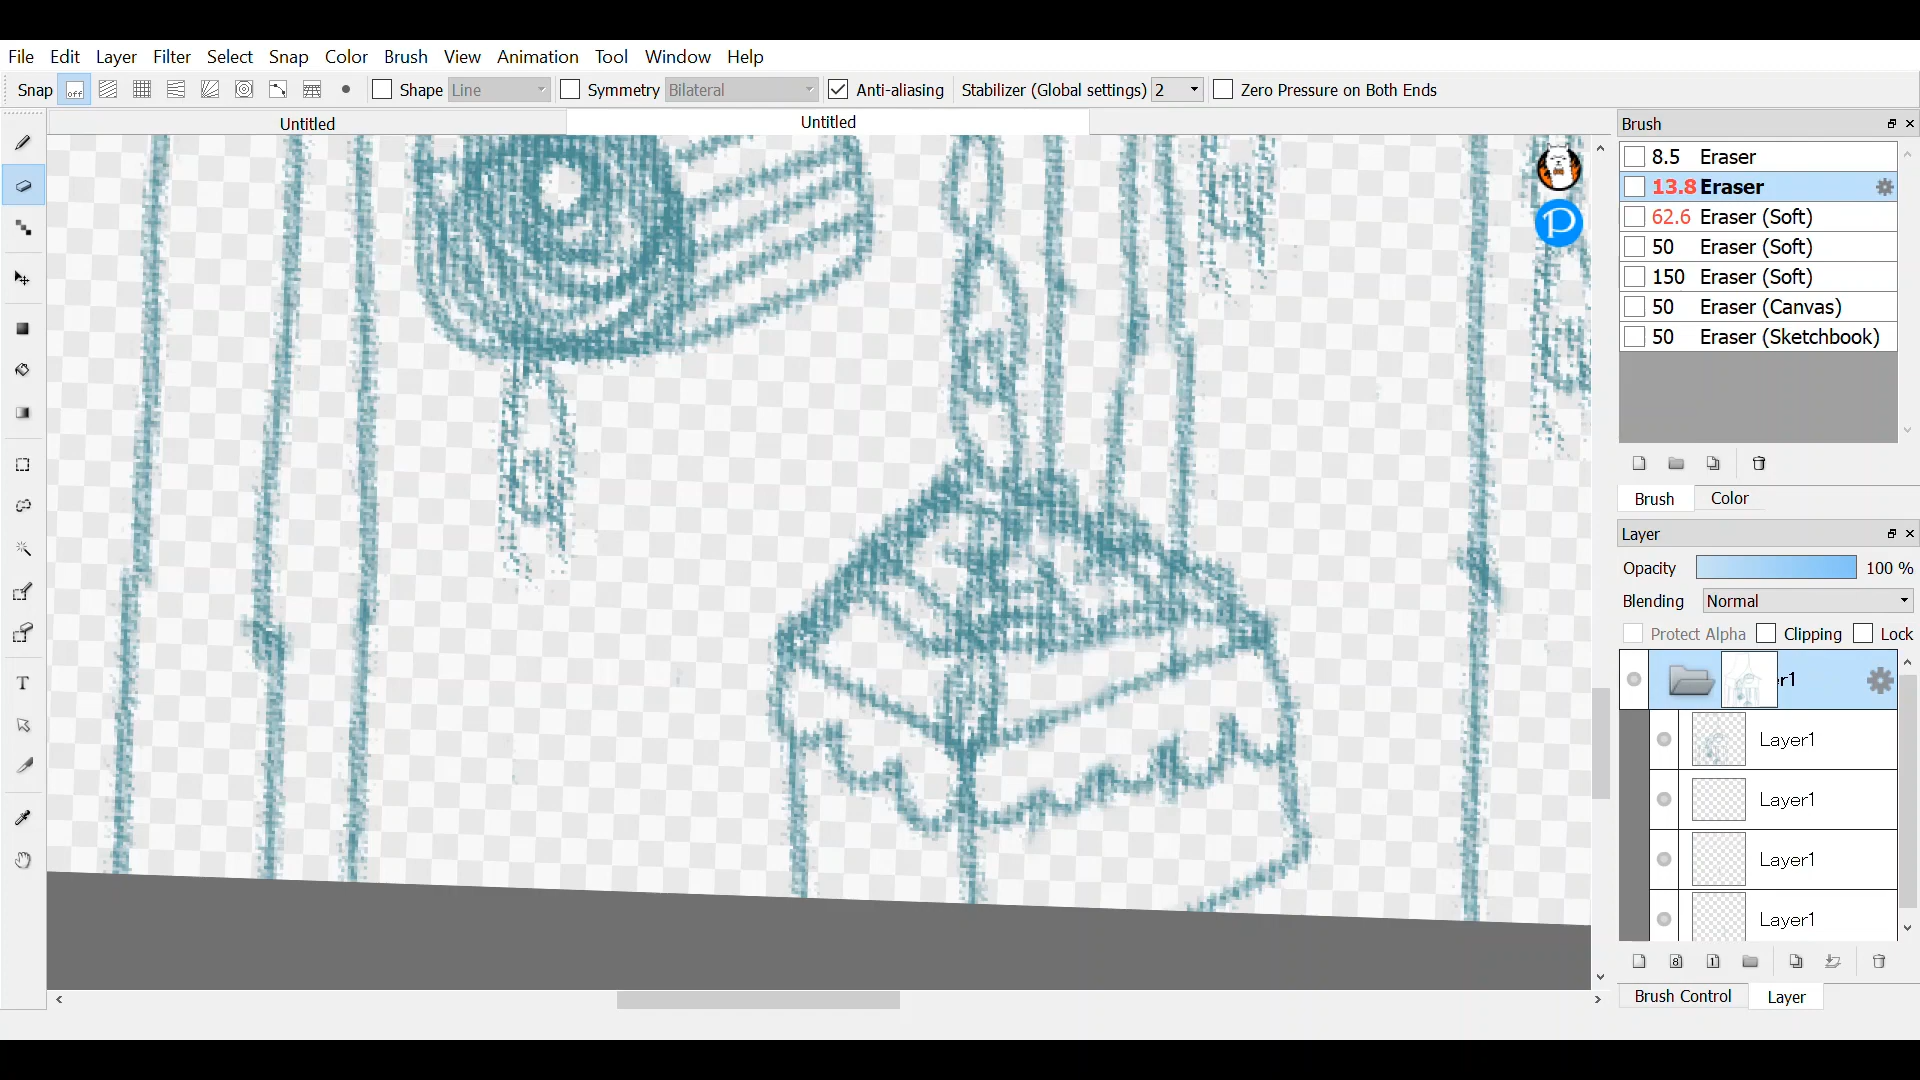 File Edit Layer Filter Select Snap Color Brush View Animation Tool Window Help
Snap off Shape Line Symmetry Bilateral Anti-aliasing Stabilizer (Global settings) 2 Zero Pressure on Both Ends
Untitled Untitled
Brush
8.5 Eraser
13.8 Eraser
62.6 Eraser (Soft)
50 Eraser (Soft)
150 Eraser (Soft)
50 Eraser (Canvas)
50 Eraser (Sketchbook)
Brush Color
Layer
Opacity 100 %
Blending Normal
Protect Alpha Clipping Lock
r1
Layer1
Layer1
Layer1
Layer1
8 1
Brush Control Layer
T
P